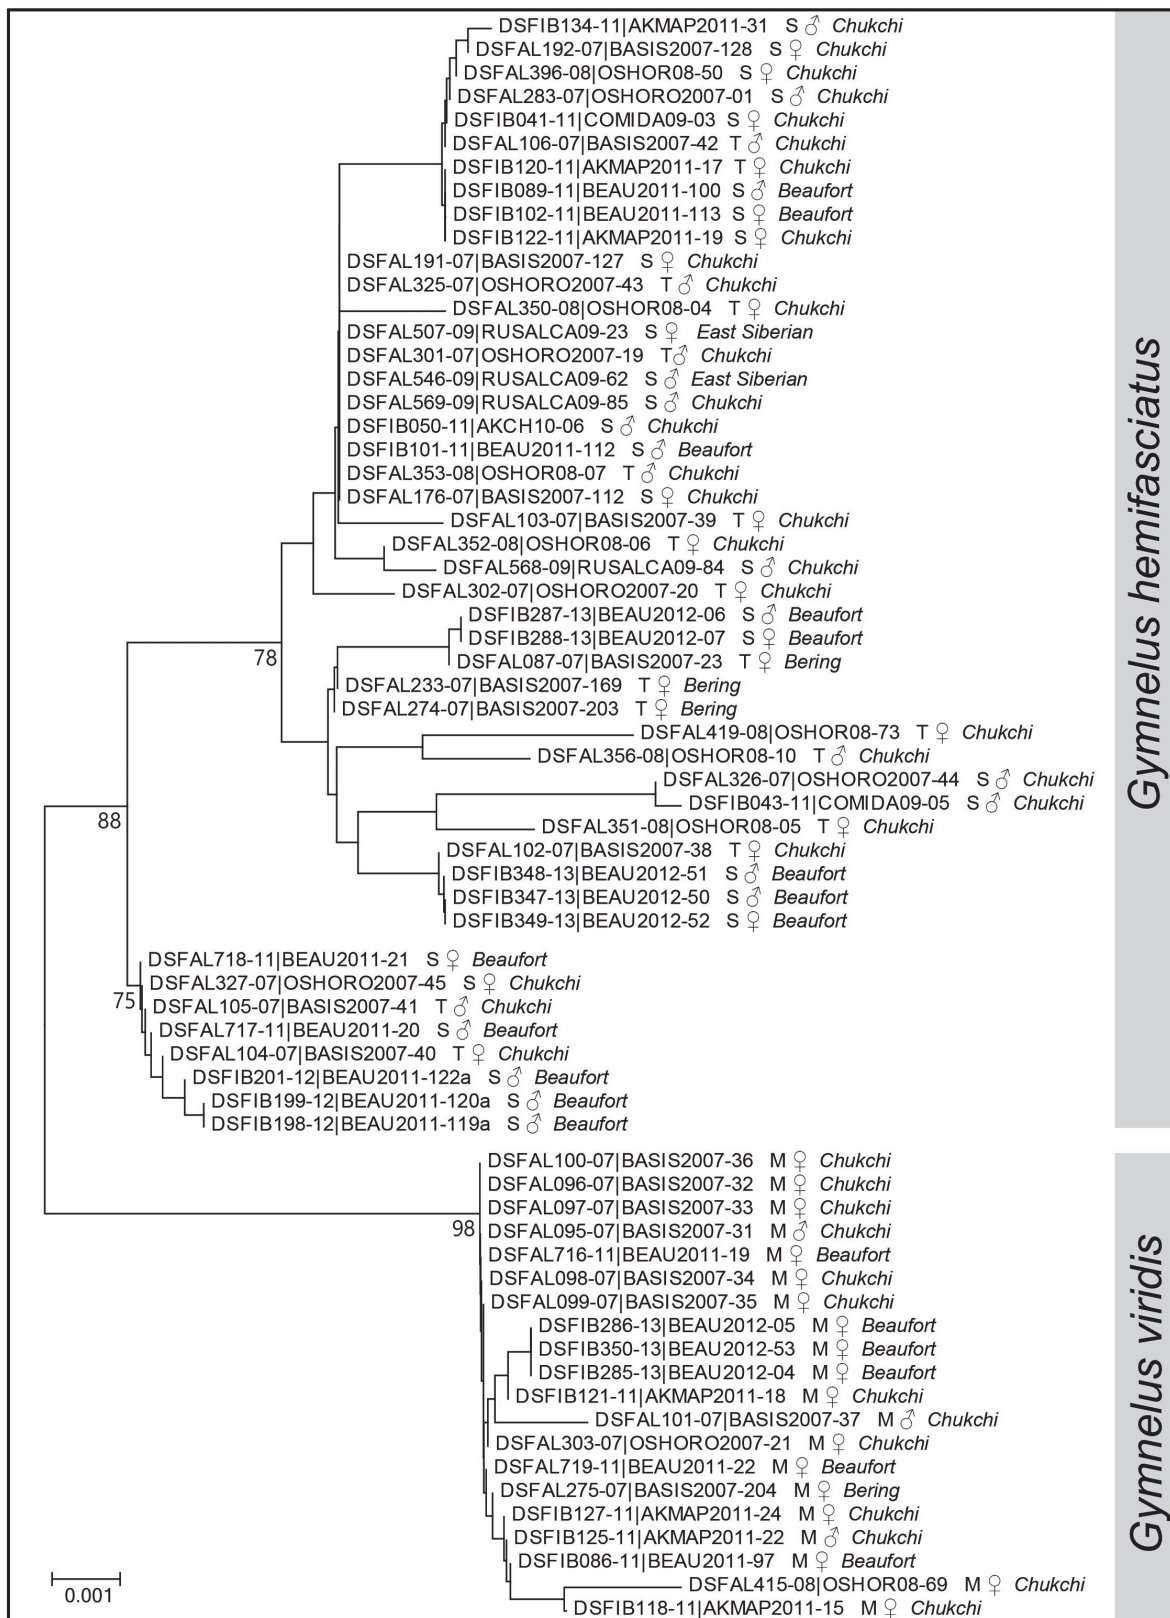 DSFIB134-11|AKMAP2011-31 S ♂ Chukchi
DSFAL192-07|BASIS2007-128 S ♀ Chukchi
DSFAL396-08|OSHOR08-50 S ♀ Chukchi
DSFAL283-07|OSHORO2007-01 S ♂ Chukchi
DSFIB041-11|COMIDA09-03 S ♀ Chukchi
DSFAL106-07|BASIS2007-42 T ♂ Chukchi
DSFIB120-11|AKMAP2011-17 T ♀ Chukchi
DSFIB089-11|BEAU2011-100 S ♂ Beaufort
DSFIB102-11|BEAU2011-113 S ♀ Beaufort
DSFIB122-11|AKMAP2011-19 S ♀ Chukchi
DSFAL191-07|BASIS2007-127 S ♀ Chukchi
DSFAL325-07|OSHORO2007-43 T ♂ Chukchi
DSFAL350-08|OSHOR08-04 T ♀ Chukchi
DSFAL507-09|RUSALCA09-23 S ♀ East Siberian
DSFAL301-07|OSHORO2007-19 T♂ Chukchi
DSFAL546-09|RUSALCA09-62 S ♂ East Siberian
DSFAL569-09|RUSALCA09-85 S ♂ Chukchi
DSFIB050-11|AKCH10-06 S ♂ Chukchi
DSFIB101-11|BEAU2011-112 S ♂ Beaufort
DSFAL353-08|OSHOR08-07 T ♂ Chukchi
DSFAL176-07|BASIS2007-112 S ♀ Chukchi
DSFAL103-07|BASIS2007-39 T ♀ Chukchi
DSFAL352-08|OSHOR08-06 T ♀ Chukchi
DSFAL568-09|RUSALCA09-84 S ♂ Chukchi
DSFAL302-07|OSHORO2007-20 T ♀ Chukchi
DSFIB287-13|BEAU2012-06 S ♂ Beaufort
DSFIB288-13|BEAU2012-07 S ♀ Beaufort
DSFAL087-07|BASIS2007-23 T ♀ Bering
78
DSFAL233-07|BASIS2007-169 T ♀ Bering
DSFAL274-07|BASIS2007-203 T ♀ Bering
DSFAL419-08|OSHOR08-73 T ♀ Chukchi
DSFAL356-08|OSHOR08-10 T ♂ Chukchi
DSFAL326-07|OSHORO2007-44 S ♂ Chukchi
DSFIB043-11|COMIDA09-05 S ♂ Chukchi
88
DSFAL351-08|OSHOR08-05 T ♀ Chukchi
DSFAL102-07|BASIS2007-38 T ♀ Chukchi
DSFIB348-13|BEAU2012-51 S ♂ Beaufort
DSFIB347-13|BEAU2012-50 S ♂ Beaufort
DSFIB349-13|BEAU2012-52 S ♀ Beaufort
DSFAL718-11|BEAU2011-21 S ♀ Beaufort
DSFAL327-07|OSHORO2007-45 S ♀ Chukchi
75
DSFAL105-07|BASIS2007-41 T ♂ Chukchi
DSFAL717-11|BEAU2011-20 S ♂ Beaufort
DSFAL104-07|BASIS2007-40 T ♀ Chukchi
DSFIB201-12|BEAU2011-122a S ♂ Beaufort
DSFIB199-12|BEAU2011-120a S ♂ Beaufort
DSFIB198-12|BEAU2011-119a S ♂ Beaufort
Gymnelus hemifasciatus
DSFAL100-07|BASIS2007-36 M ♀ Chukchi
DSFAL096-07|BASIS2007-32 M ♀ Chukchi
DSFAL097-07|BASIS2007-33 M ♀ Chukchi
98
DSFAL095-07|BASIS2007-31 M ♂ Chukchi
DSFAL716-11|BEAU2011-19 M ♀ Beaufort
DSFAL098-07|BASIS2007-34 M ♀ Chukchi
DSFAL099-07|BASIS2007-35 M ♀ Chukchi
DSFIB286-13|BEAU2012-05 M ♀ Beaufort
DSFIB350-13|BEAU2012-53 M ♀ Beaufort
DSFIB285-13|BEAU2012-04 M ♀ Beaufort
DSFIB121-11|AKMAP2011-18 M ♀ Chukchi
DSFAL101-07|BASIS2007-37 M ♂ Chukchi
DSFAL303-07|OSHORO2007-21 M ♀ Chukchi
DSFAL719-11|BEAU2011-22 M ♀ Beaufort
DSFAL275-07|BASIS2007-204 M ♀ Bering
DSFIB127-11|AKMAP2011-24 M ♀ Chukchi
DSFIB125-11|AKMAP2011-22 M ♂ Chukchi
DSFIB086-11|BEAU2011-97 M ♀ Beaufort
DSFAL415-08|OSHOR08-69 M ♀ Chukchi
DSFIB118-11|AKMAP2011-15 M ♀ Chukchi
Gymnelus viridis
0.001